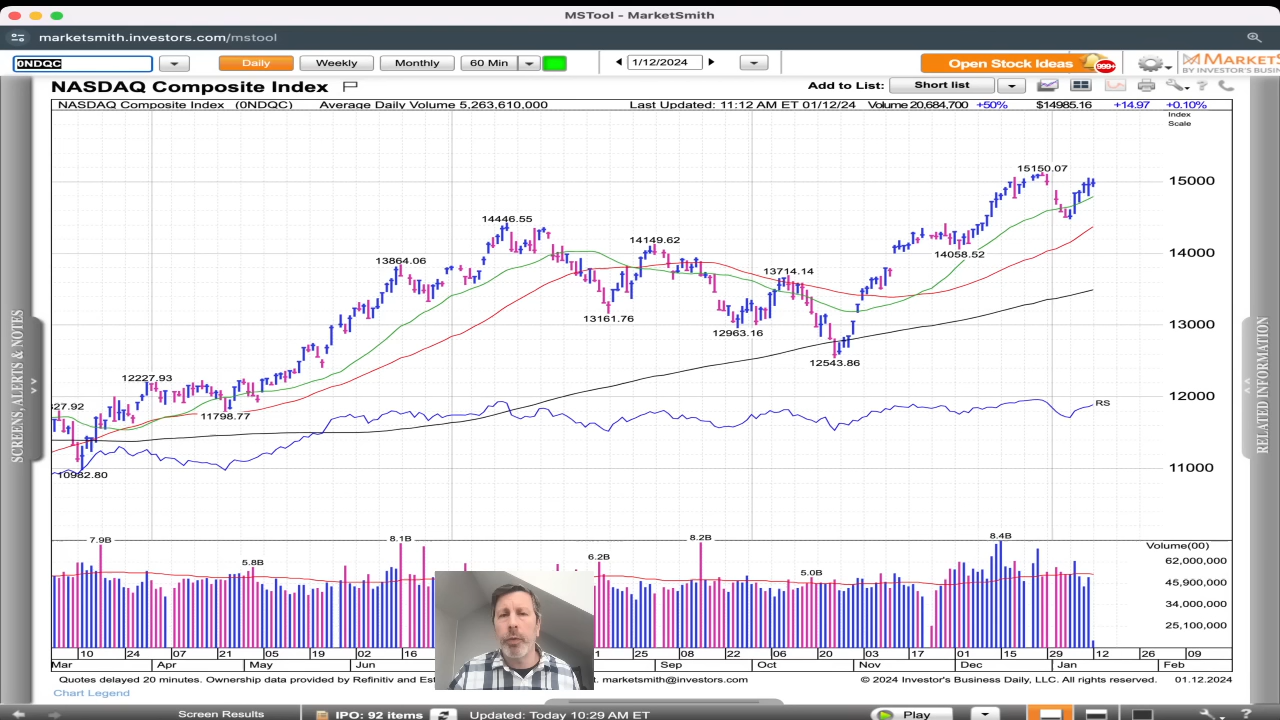 MSTool - MarketSmith
marketsmith.investors.com/mstool
0NDQC Daily Weekly Monthly 60 Min 1/12/2024 Open Stock Ideas 999+ MARKETS
BY INVESTOR'S BUSIN
NASDAQ Composite Index Add to List: Short list
NASDAQ Composite Index (0NDQC) Average Daily Volume 5,263,610,000 Last Updated: 11:12 AM ET 01/12/24 Volume 20,684,700 +50% $14985.16 +14.97 +0.10%
Index
Scale
15150.07
15000
14446.55
14149.62
14000
14058.52
13864.06
13714.14
13161.76
13000
12963.16
12543.86
12227.93
12000
827.92
11798.77
RS
11000
10982.80
7.9B 8.1B 8.2B 8.4B
Volume(00)
5.8B 6.2B 5.0B
62,000,000
45,900,000
34,000,000
25,100,000
10 24 07 21 05 19 02 16 25 08 22 06 20 03 17 01 15 29 12 26 09
Mar Apr May Jun Sep Oct Nov Dec Jan Feb
Quotes delayed 20 minutes. Ownership data provided by Refinitiv and Est t. marketsmith@investors.com © 2024 Investor's Business Daily, LLC. All rights reserved. 01.12.2024
Chart Legend
SCREENS, ALERTS & NOTES
RELATED INFORMATION
Screen Results IPO: 92 items Updated: Today 10:29 AM ET Play